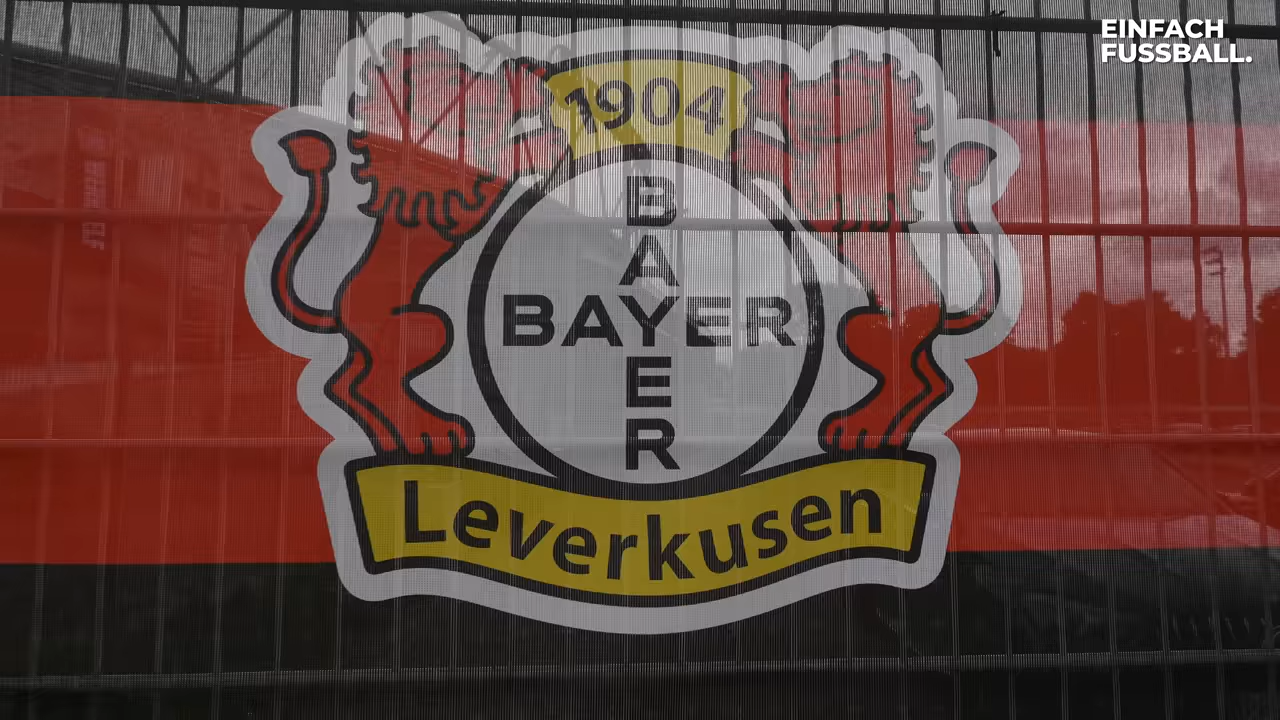 EINFACH
FUSSBALL.
1904
BAYER
BAYER
Leverkusen